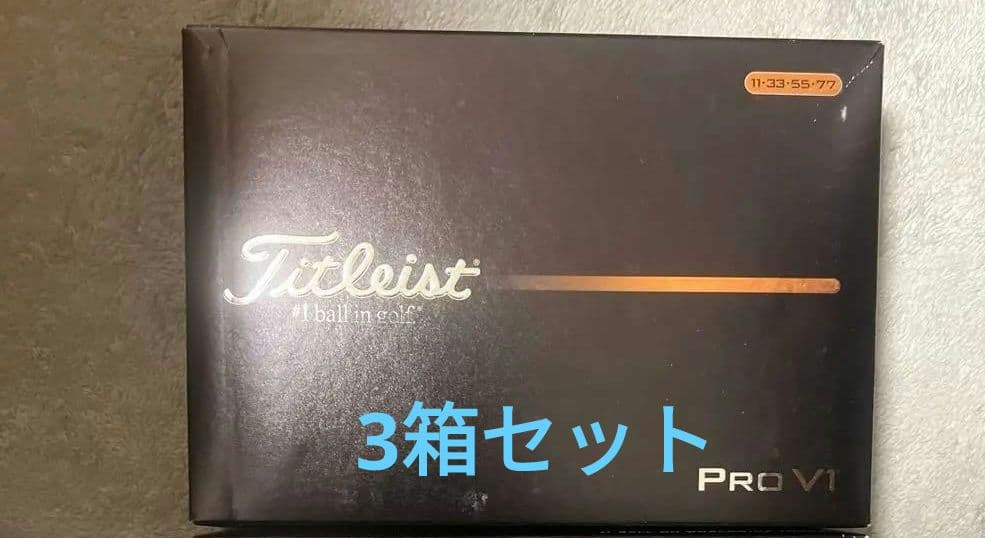 11•33•55•77
Titleist®
#1 ball in golf®
3箱セット
PRO V1